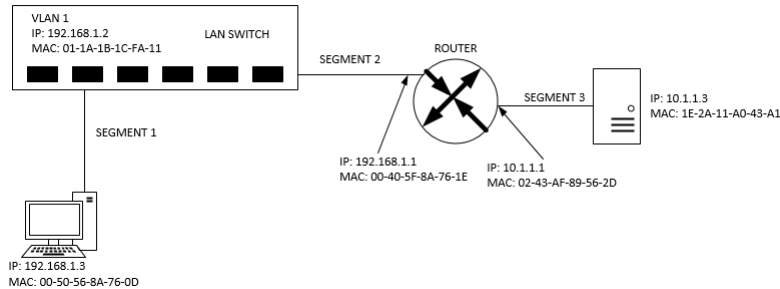 VLAN 1
IP: 192.168.1.2
MAC: 01-1A-1B-1C-FA-11
LAN SWITCH
SEGMENT 2
ROUTER
SEGMENT 3
IP: 10.1.1.3
MAC: 1E-2A-11-A0-43-A1
SEGMENT 1
IP: 192.168.1.1
MAC: 00-40-5F-8A-76-1E
IP: 10.1.1.1
MAC: 02-43-AF-89-56-2D
IP: 192.168.1.3
MAC: 00-50-56-8A-76-0D